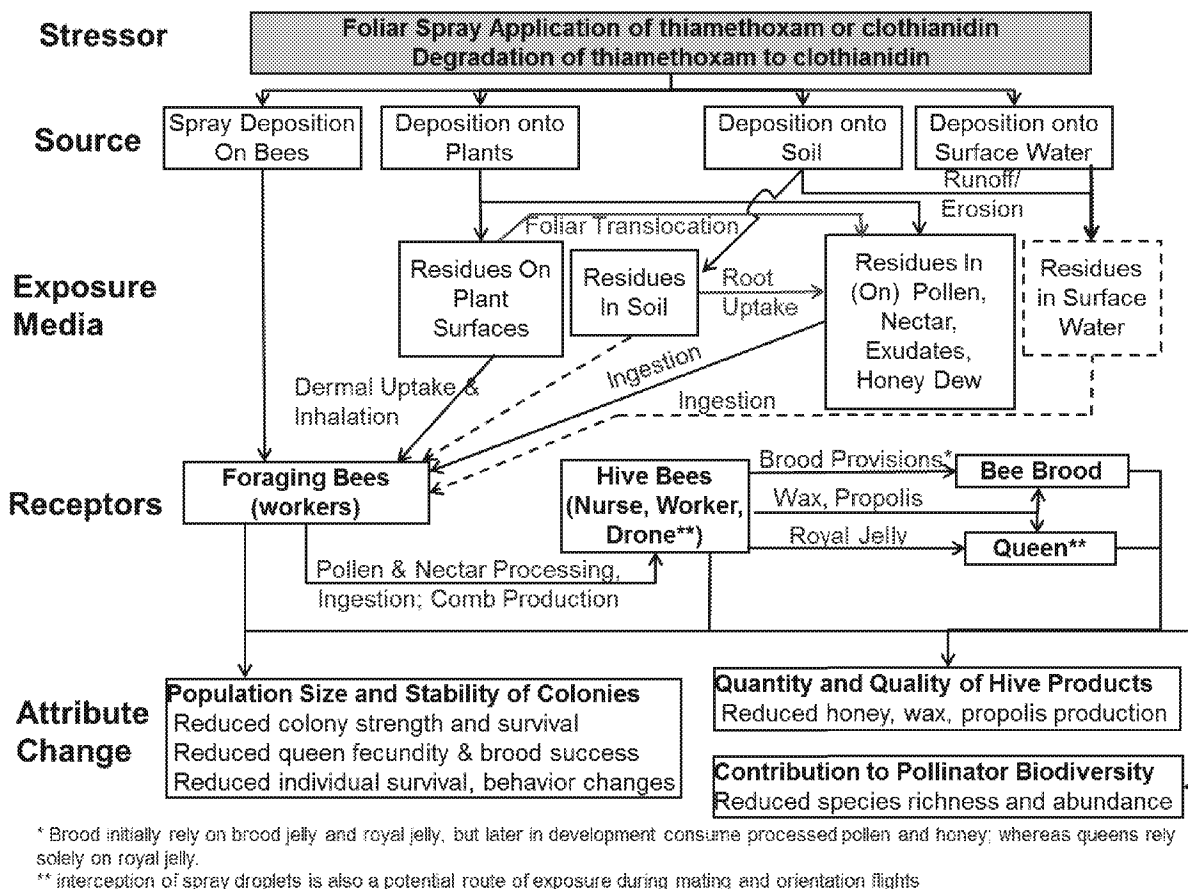 Stressor
Foliar Spray Application of thiamethoxam or clothianidin
Degradation of thiamethoxam to clothianidin
Source
Spray Deposition
On Bees
Deposition onto
Plants
Deposition onto
Soil
Deposition onto
Surface Water
Runoff/
Erosion
Foliar Translocation
Exposure
Media
Residues On
Plant
Surfaces
Residues
In Soil
Root
Uptake
Residues In
(On) Pollen,
Nectar,
Exudates,
Honey Dew
Residues
in Surface
Water
Dermal Uptake &
Inhalation
Ingestion
Ingestion
Receptors
Foraging Bees
(workers)
Hive Bees
(Nurse, Worker,
Drone**)
Brood Provisions*
Bee Brood
Wax, Propolis
Royal Jelly
Queen**
Pollen & Nectar Processing,
Ingestion; Comb Production
Attribute
Change
Population Size and Stability of Colonies
Reduced colony strength and survival
Reduced queen fecundity & brood success
Reduced individual survival, behavior changes
Quantity and Quality of Hive Products
Reduced honey, wax, propolis production
Contribution to Pollinator Biodiversity
Reduced species richness and abundance
* Brood initially rely on brood jelly and royal jelly, but later in development consume processed pollen and honey; whereas queens rely
solely on royal jelly.
** interception of spray droplets is also a potential route of exposure during mating and orientation flights